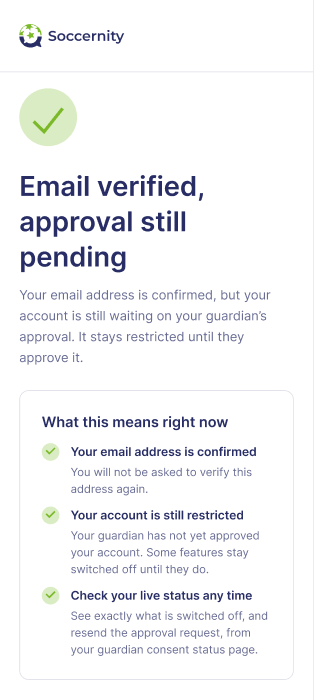 Soccernity
Email verified,
approval still
pending
Your email address is confirmed, but your
account is still waiting on your guardian's
approval. It stays restricted until they
approve it.
What this means right now
Your email address is confirmed
You will not be asked to verify this
address again.
Your account is still restricted
Your guardian has not yet approved
your account. Some features stay
switched off until they do.
Check your live status any time
See exactly what is switched off, and
resend the approval request, from
your guardian consent status page.